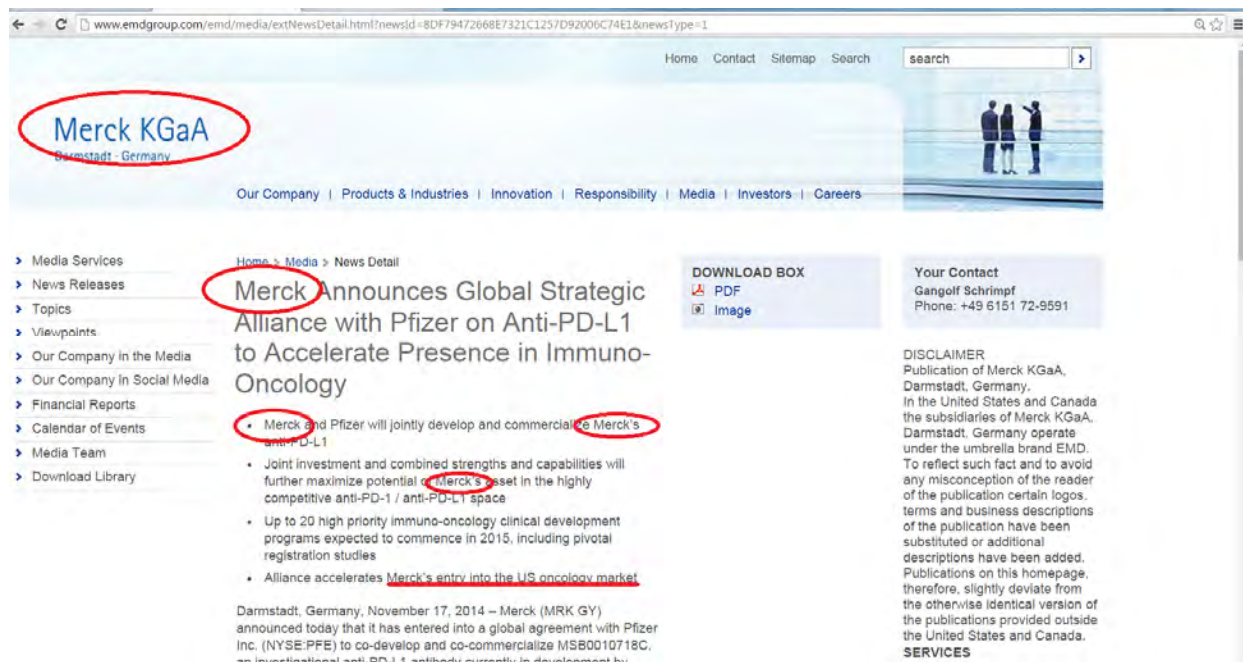 www.emdgroup.com/emd/media/extNewsDetail.html?newsId=8DF79472668E7321C1257D92006C74E1&newsType=1
Home Contact Sitemap Search
search
Merck KGaA
Darmstadt · Germany
Our Company | Products & Industries | Innovation | Responsibility | Media | Investors | Careers
Media Services
News Releases
Topics
Viewpoints
Our Company in the Media
Our Company in Social Media
Financial Reports
Calendar of Events
Media Team
Download Library
Home > Media > News Detail
Merck Announces Global Strategic
Alliance with Pfizer on Anti-PD-L1
to Accelerate Presence in Immuno-
Oncology
• Merck and Pfizer will jointly develop and commercialize Merck's
anti-PD-L1
• Joint investment and combined strengths and capabilities will
further maximize potential of Merck's asset in the highly
competitive anti-PD-1 / anti-PD-L1 space
• Up to 20 high priority immuno-oncology clinical development
programs expected to commence in 2015, including pivotal
registration studies
• Alliance accelerates Merck's entry into the US oncology market
Darmstadt, Germany, November 17, 2014 – Merck (MRK GY)
announced today that it has entered into a global agreement with Pfizer
Inc. (NYSE:PFE) to co-develop and co-commercialize MSB0010718C,
an investigational anti-PD-L1 antibody currently in development by
DOWNLOAD BOX
PDF
Image
Your Contact
Gangolf Schrimpf
Phone: +49 6151 72-9591
DISCLAIMER
Publication of Merck KGaA,
Darmstadt, Germany.
In the United States and Canada
the subsidiaries of Merck KGaA,
Darmstadt, Germany operate
under the umbrella brand EMD.
To reflect such fact and to avoid
any misconception of the reader
of the publication certain logos,
terms and business descriptions
of the publication have been
substituted or additional
descriptions have been added.
Publications on this homepage,
therefore, slightly deviate from
the otherwise identical version of
the publications provided outside
the United States and Canada.
SERVICES